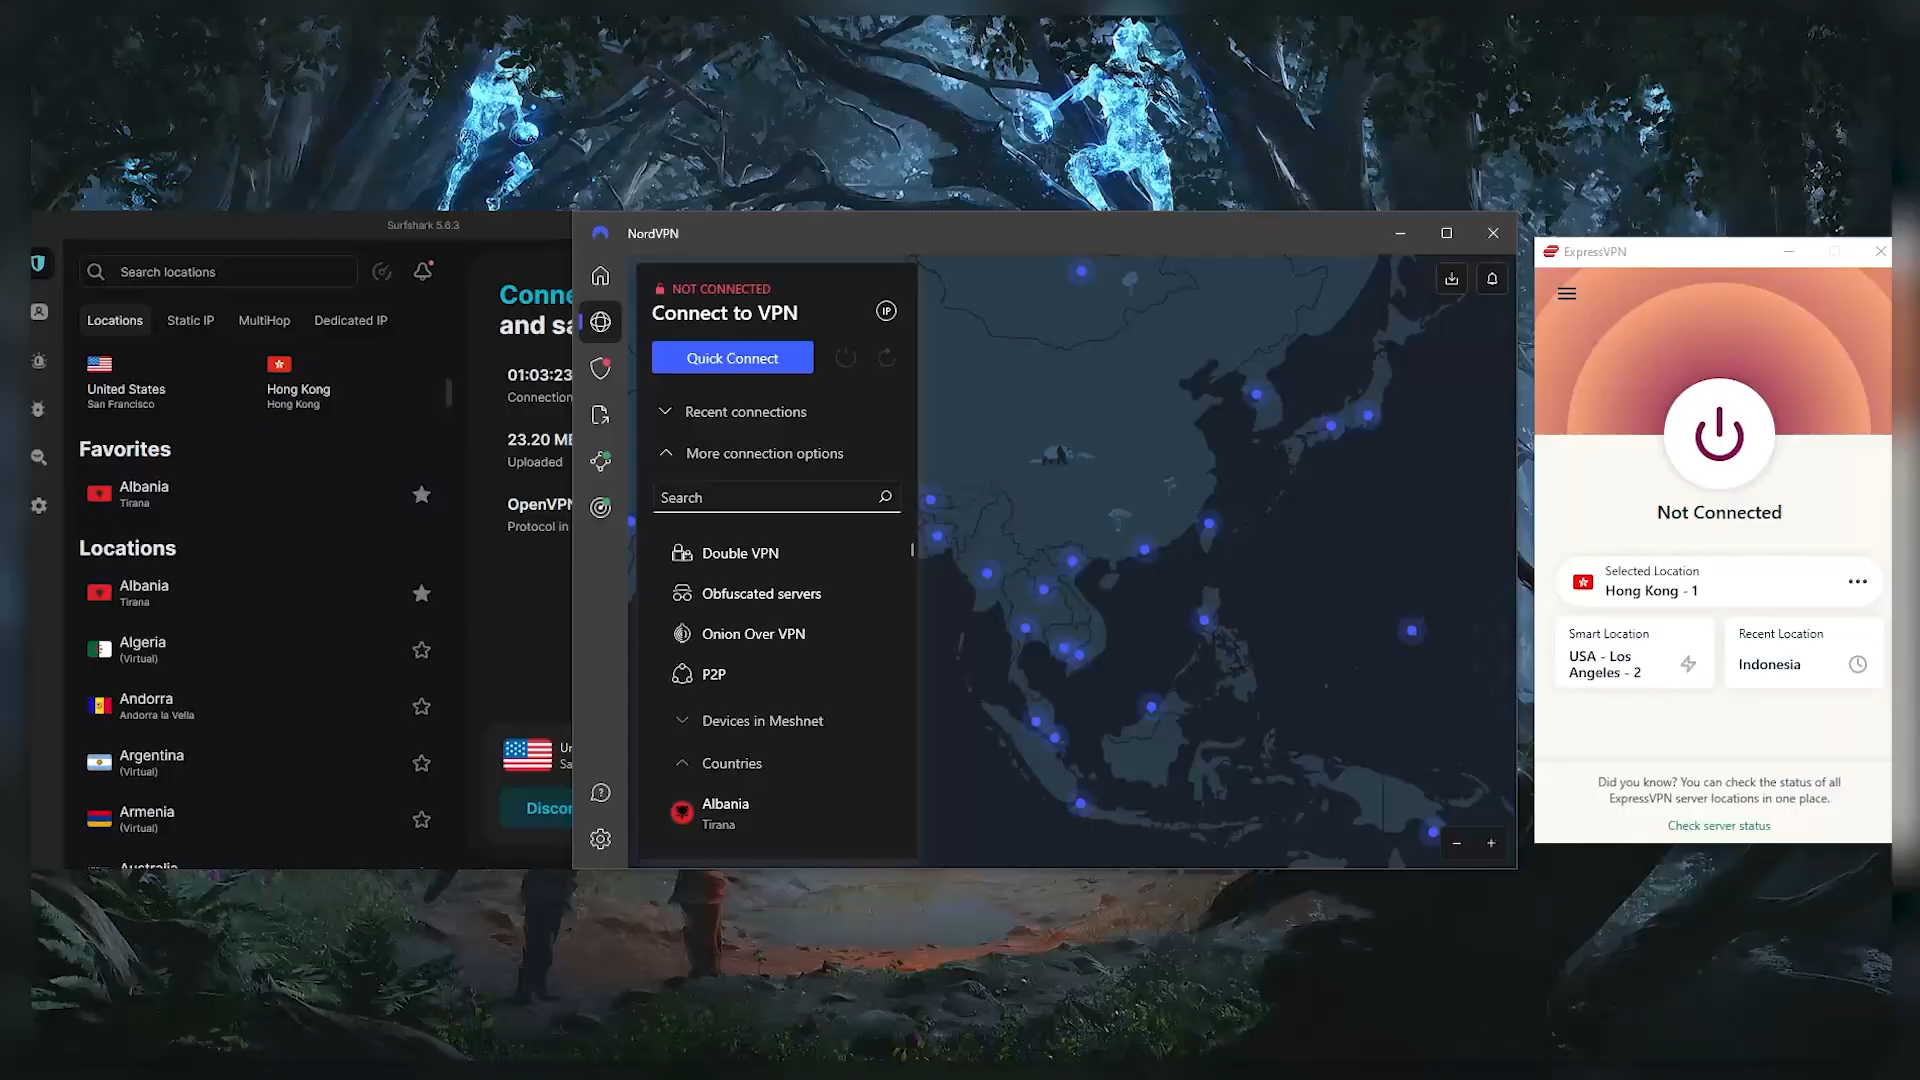 Surfshark 5.6.3
Search locations
Locations
Static IP
MultiHop
Dedicated IP
United States
San Francisco
Hong Kong
Hong Kong
Favorites
Albania
Tirana
Locations
Albania
Tirana
Algeria
(Virtual)
Andorra
Andorra la Vella
Argentina
(Virtual)
Armenia
(Virtual)
Australia
Conne
and sa
01:03:23
Connection
23.20 MB
Uploaded
OpenVPN
Protocol in
Un
Sa
Discon
NordVPN
NOT CONNECTED
Connect to VPN
IP
Quick Connect
Recent connections
More connection options
Search
Double VPN
Obfuscated servers
Onion Over VPN
P2P
Devices in Meshnet
Countries
Albania
Tirana
ExpressVPN
Not Connected
Selected Location
Hong Kong - 1
Smart Location
USA - Los
Angeles - 2
Recent Location
Indonesia
Did you know? You can check the status of all
ExpressVPN server locations in one place.
Check server status